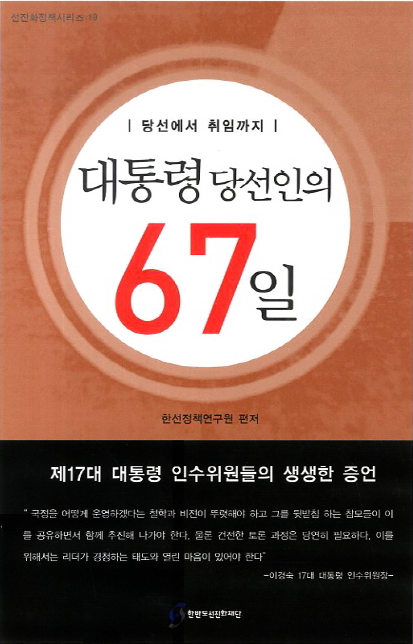 선진화정책시리즈 19
| 당선에서 취임까지 |
대통령 당선인의
67일
한선정책연구원 편저
제17대 대통령 인수위원들의 생생한 증언
" 국정을 어떻게 운영하겠다는 철학과 비전이 뚜렷해야 하고 그를 뒷받침 하는 참모들이 이
를 공유하면서 함께 추진해 나가야 한다. 물론 건전한 토론 과정은 당연히 필요하다. 이를
위해서는 리더가 경청하는 태도와 열린 마음이 있어야 한다"
-이경숙 17대 대통령 인수위원장-
한반도선진화재단